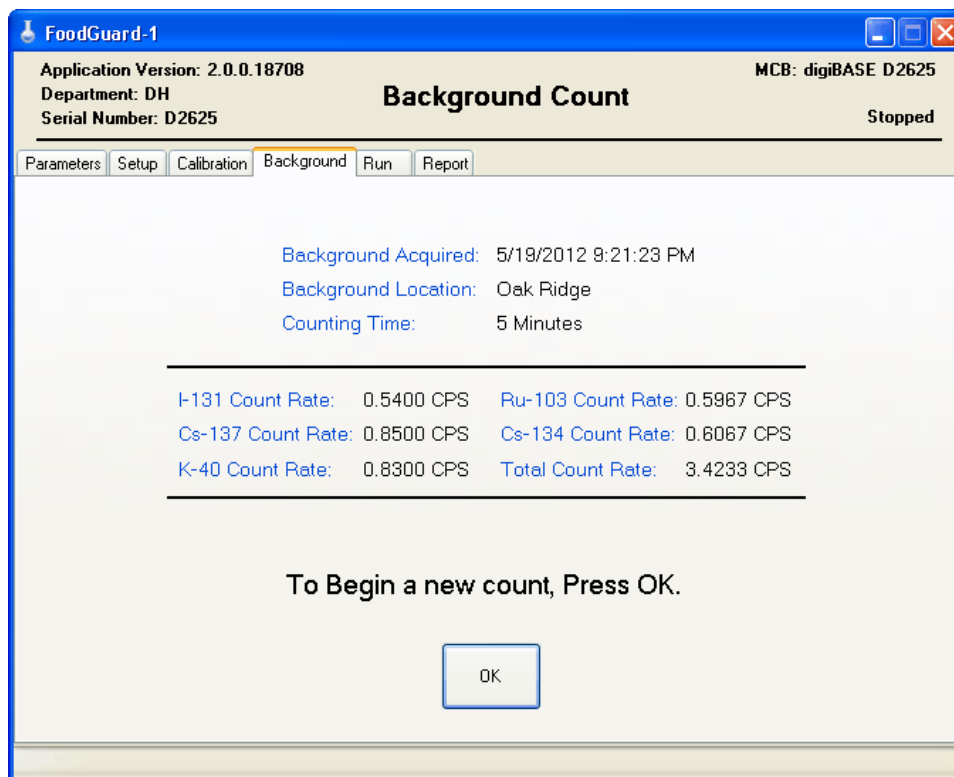 FoodGuard-1
Application Version: 2.0.0.18708
Department: DH
Serial Number: D2625
Background Count
MCB: digiBASE D2625
Stopped
Parameters Setup Calibration Background Run Report
Background Acquired: 5/19/2012 9:21:23 PM
Background Location: Oak Ridge
Counting Time: 5 Minutes
I-131 Count Rate: 0.5400 CPS Ru-103 Count Rate: 0.5967 CPS
Cs-137 Count Rate: 0.8500 CPS Cs-134 Count Rate: 0.6067 CPS
K-40 Count Rate: 0.8300 CPS Total Count Rate: 3.4233 CPS
To Begin a new count, Press OK.
OK